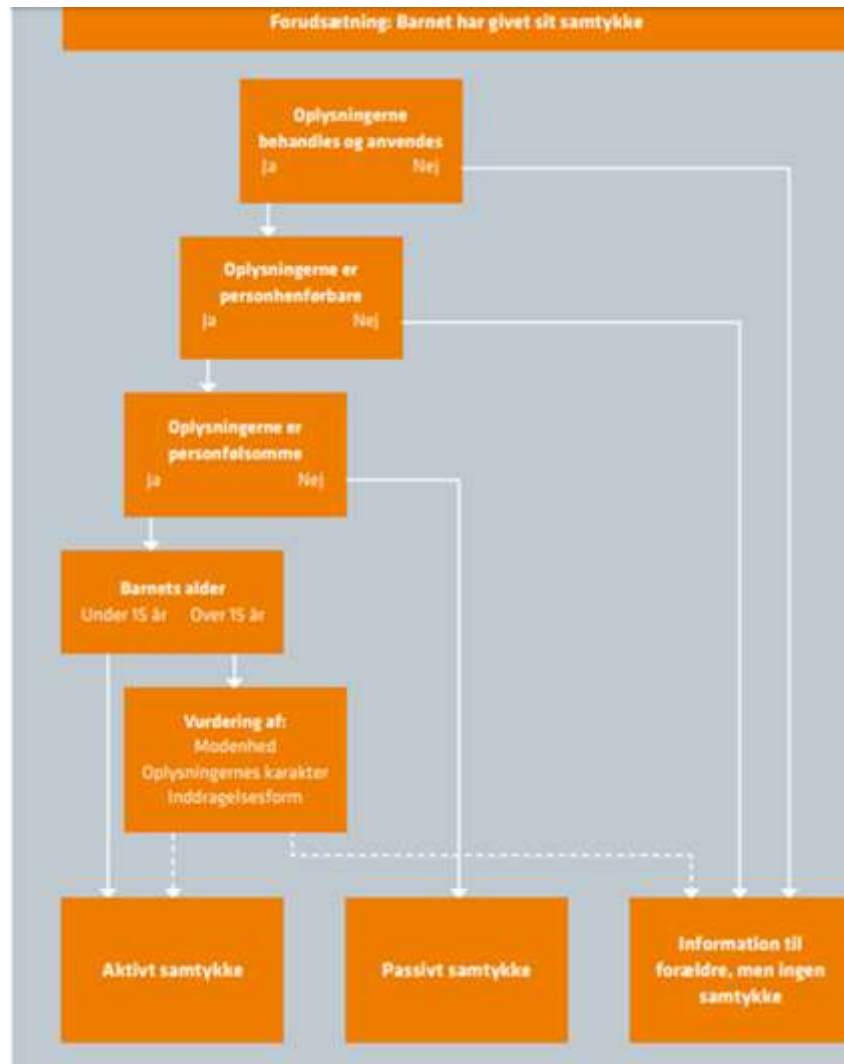 Forudsætning: Barnet har givet sit samtykke
Oplysningerne
behandles og anvendes
Ja Nej
Oplysningerne er
personhenførbare
Ja Nej
Oplysningerne er
personfølsomme
Ja Nej
Barnets alder
Under 15 år Over 15 år
Vurdering af:
Modenhed
Oplysningernes karakter
Inddragelsesform
Aktivt samtykke
Passivt samtykke
Information til
forældre, men ingen
samtykke